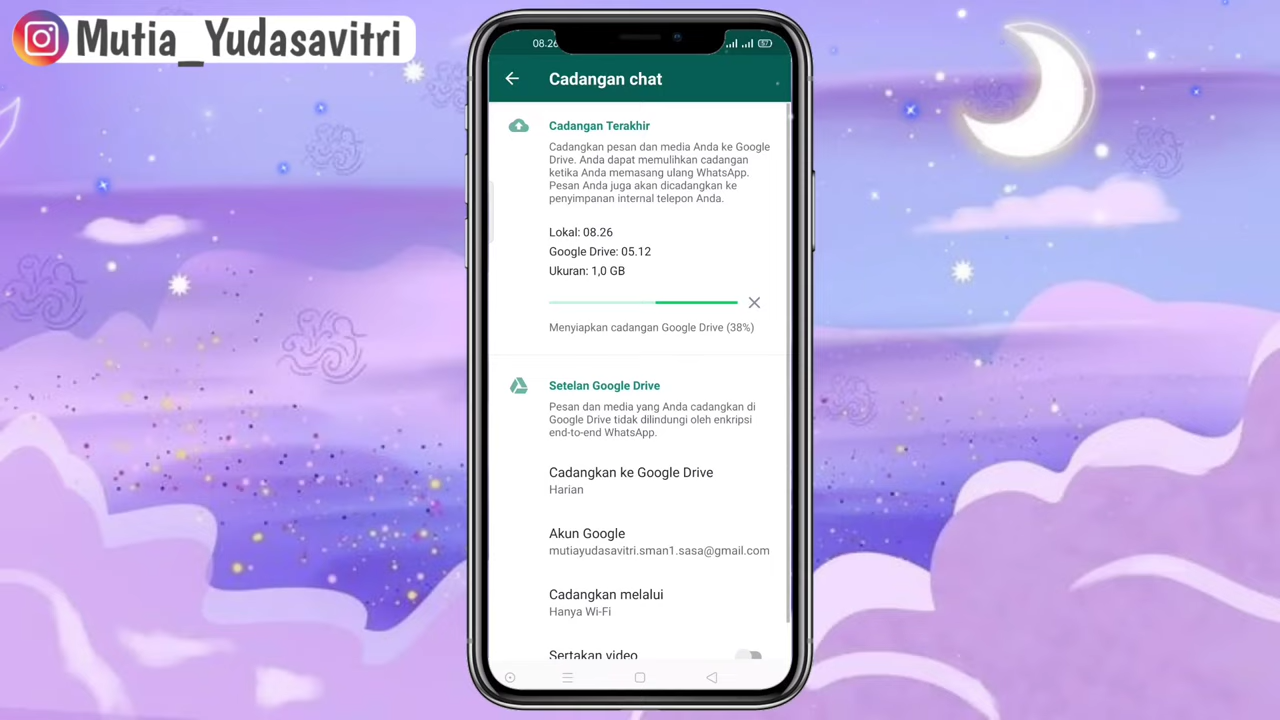 Mutia_Yudasavitri
08.26
Cadangan chat
Cadangan Terakhir
Cadangkan pesan dan media Anda ke Google
Drive. Anda dapat memulihkan cadangan
ketika Anda memasang ulang WhatsApp.
Pesan Anda juga akan dicadangkan ke
penyimpanan internal telepon Anda.
Lokal: 08.26
Google Drive: 05.12
Ukuran: 1,0 GB
Menyiapkan cadangan Google Drive (38%)
Setelan Google Drive
Pesan dan media yang Anda cadangkan di
Google Drive tidak dilindungi oleh enkripsi
end-to-end WhatsApp.
Cadangkan ke Google Drive
Harian
Akun Google
mutiayudasavitri.sman1.sasa@gmail.com
Cadangkan melalui
Hanya Wi-Fi
Sertakan video